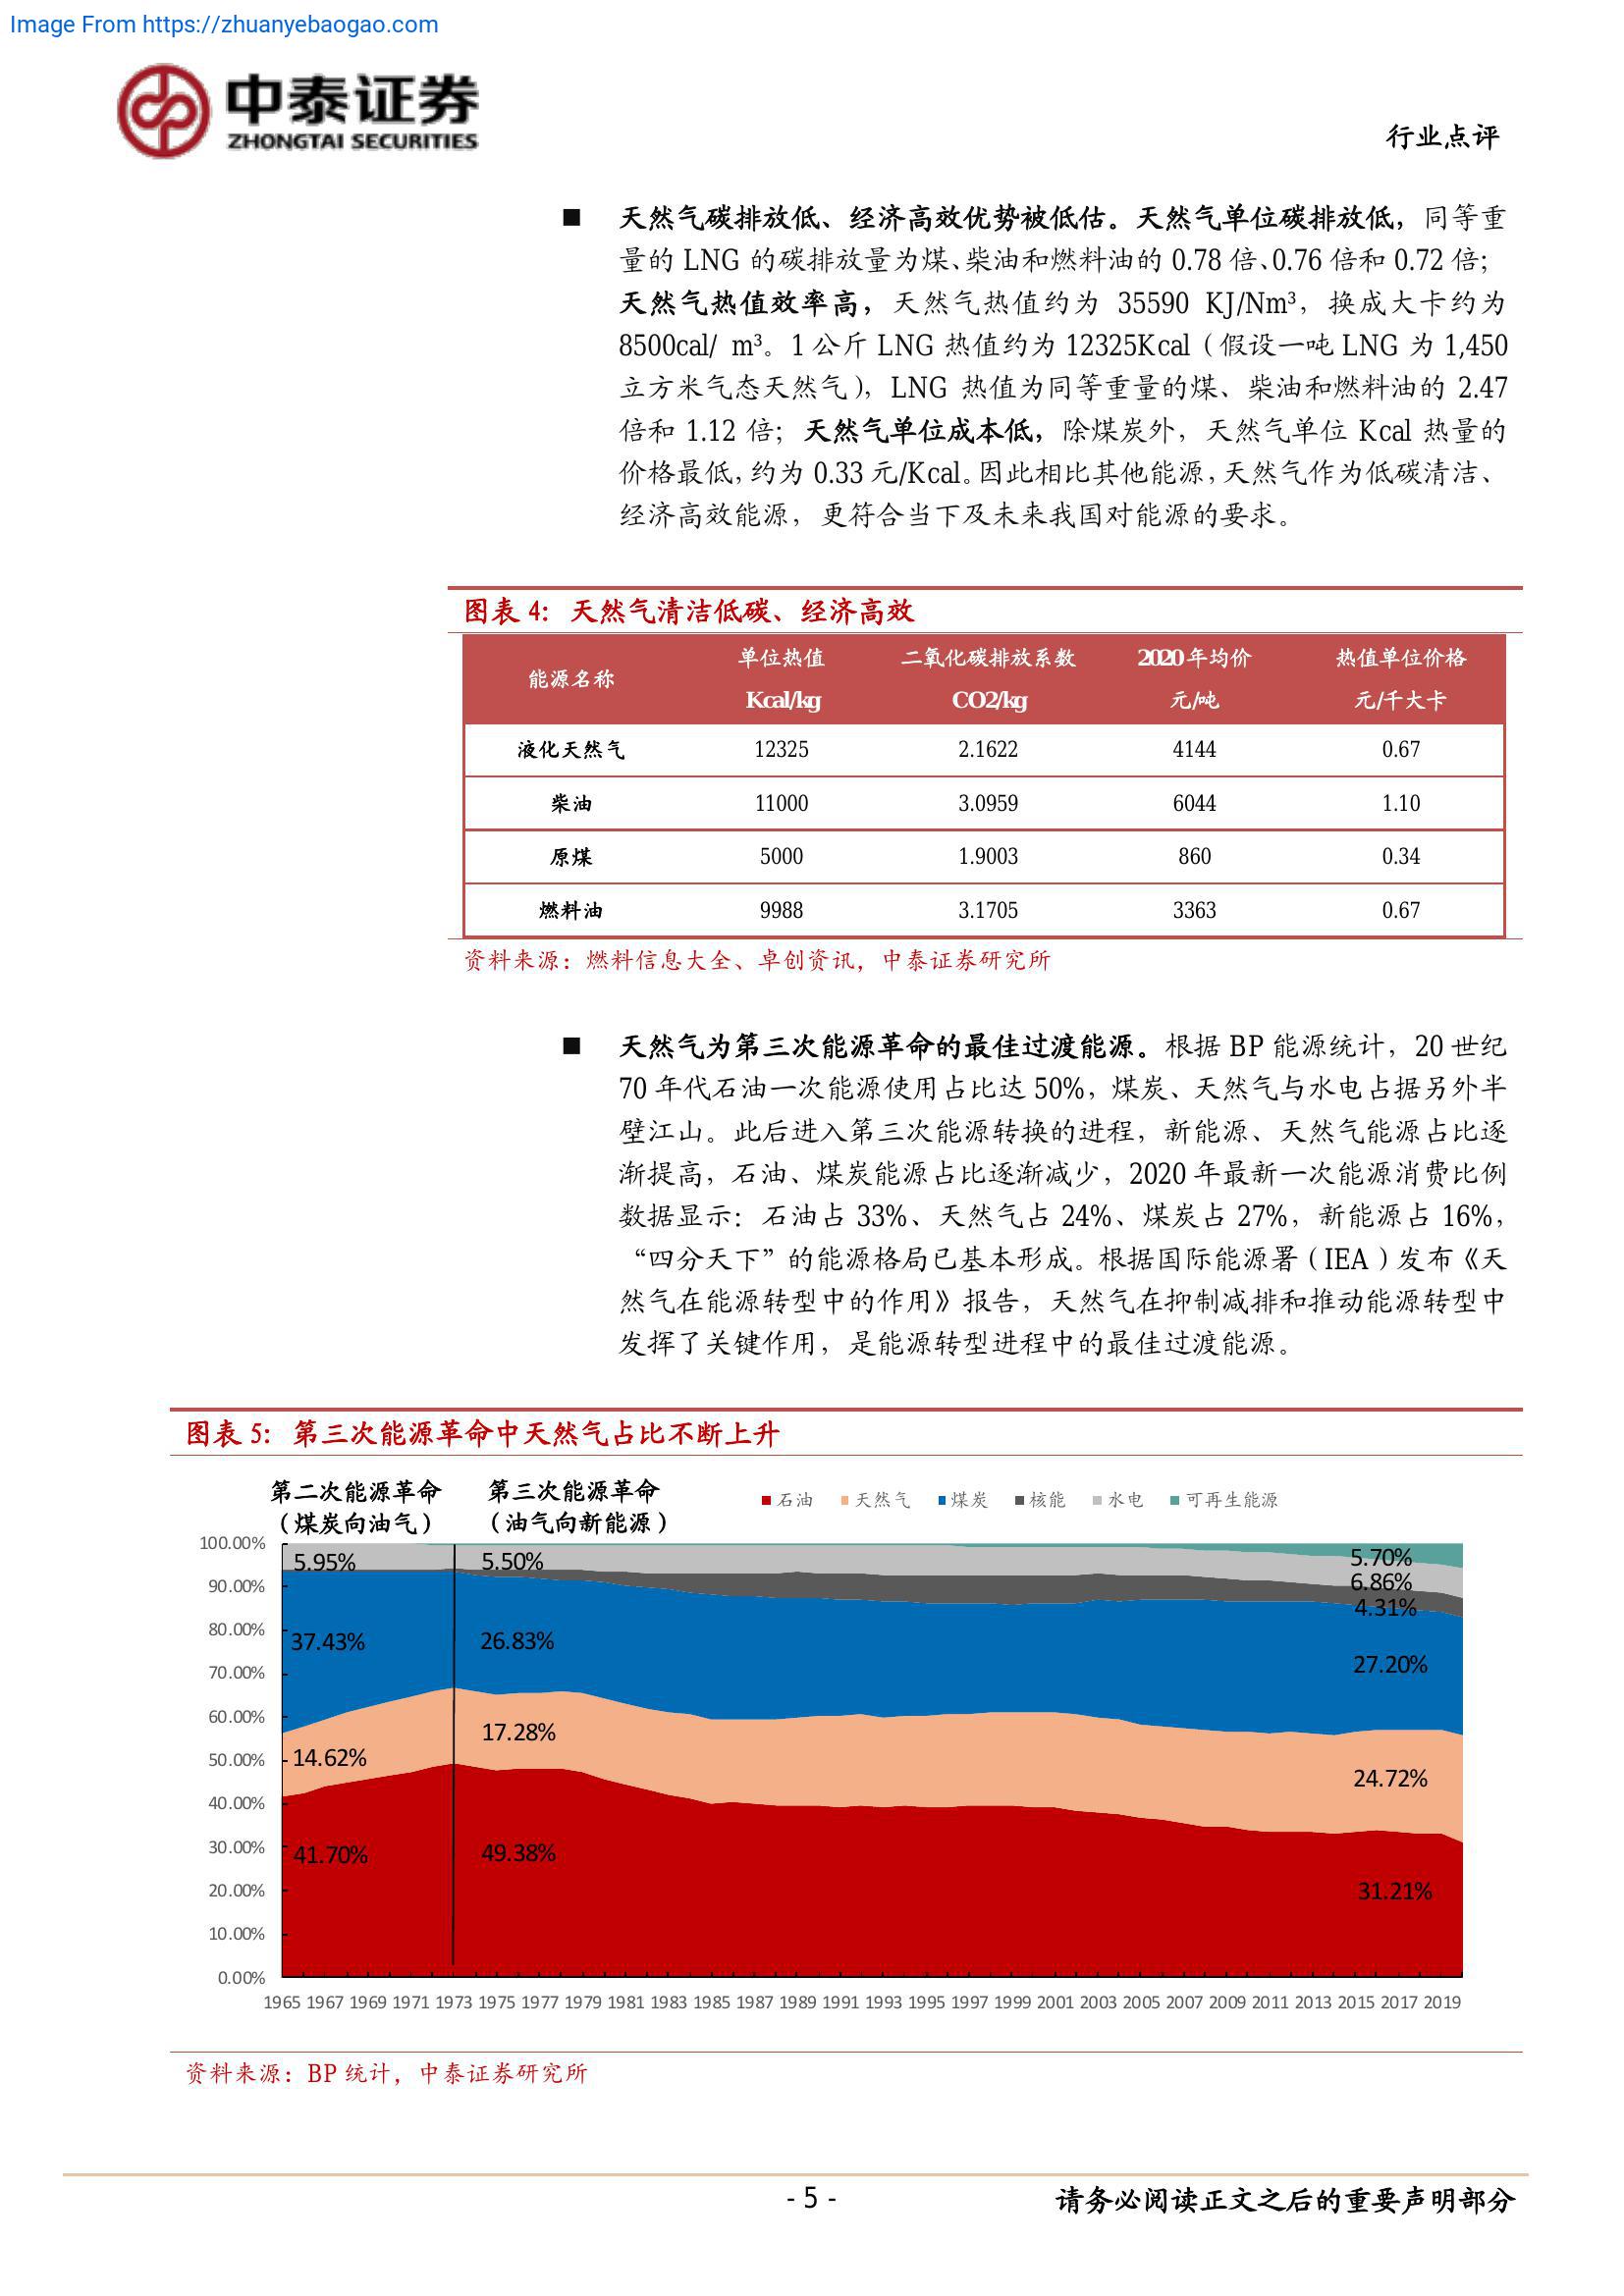 Image From https://zhuanyebaogao.com
中泰证券
ZHONGTAI SECURITIES
行业点评
■ 天然气碳排放低、经济高效优势被低估。天然气单位碳排放低，同等重
量的 LNG 的碳排放量为煤、柴油和燃料油的 0.78 倍、0.76 倍和 0.72 倍；
天然气热值效率高，天然气热值约为 35590 KJ/Nm³，换成大卡约为
8500cal/ m³。1 公斤 LNG 热值约为 12325Kcal（假设一吨 LNG 为 1,450
立方米气态天然气），LNG 热值为同等重量的煤、柴油和燃料油的 2.47
倍和 1.12 倍；天然气单位成本低，除煤炭外，天然气单位 Kcal 热量的
价格最低，约为 0.33 元/Kcal。因此相比其他能源，天然气作为低碳清洁、
经济高效能源，更符合当下及未来我国对能源的要求。
图表 4：天然气清洁低碳、经济高效
能源名称 单位热值 二氧化碳排放系数 2020 年均价 热值单位价格
Kcal/kg CO2/kg 元/吨 元/千大卡
液化天然气 12325 2.1622 4144 0.67
柴油 11000 3.0959 6044 1.10
原煤 5000 1.9003 860 0.34
燃料油 9988 3.1705 3363 0.67
资料来源：燃料信息大全、卓创资讯，中泰证券研究所
■ 天然气为第三次能源革命的最佳过渡能源。根据 BP 能源统计，20 世纪
70 年代石油一次能源使用占比达 50%，煤炭、天然气与水电占据另外半
壁江山。此后进入第三次能源转换的进程，新能源、天然气能源占比逐
渐提高，石油、煤炭能源占比逐渐减少，2020 年最新一次能源消费比例
数据显示：石油占 33%、天然气占 24%、煤炭占 27%，新能源占 16%，
“四分天下”的能源格局已基本形成。根据国际能源署（IEA）发布《天
然气在能源转型中的作用》报告，天然气在抑制减排和推动能源转型中
发挥了关键作用，是能源转型进程中的最佳过渡能源。
图表 5：第三次能源革命中天然气占比不断上升
第二次能源革命 第三次能源革命
（煤炭向油气） （油气向新能源）
石油 天然气 煤炭 核能 水电 可再生能源
100.00%
90.00%
80.00%
70.00%
60.00%
50.00%
40.00%
30.00%
20.00%
10.00%
0.00%
5.95% 5.50% 5.70%
6.86%
4.31%
37.43% 26.83% 27.20%
14.62% 17.28% 24.72%
41.70% 49.38% 31.21%
1965 1967 1969 1971 1973 1975 1977 1979 1981 1983 1985 1987 1989 1991 1993 1995 1997 1999 2001 2003 2005 2007 2009 2011 2013 2015 2017 2019
资料来源：BP 统计，中泰证券研究所
- 5 -
请务必阅读正文之后的重要声明部分